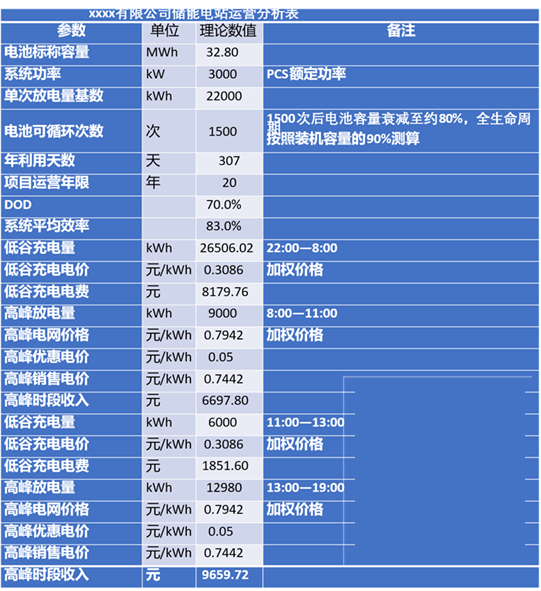 xxxx有限公司储能电站运营分析表
参数 单位 理论数值 备注
电池标称容量 MWh 32.80
系统功率 kW 3000 PCS额定功率
单次放电量基数 kWh 22000
电池可循环次数 次 1500 1500次后电池容量衰减至约80%，全生命周期按照装机容量的90%测算
年利用天数 天 307
项目运营年限 年 20
DOD 70.0%
系统平均效率 83.0%
低谷充电量 kWh 26506.02 22:00—8:00
低谷充电电价 元/kWh 0.3086 加权价格
低谷充电电费 元 8179.76
高峰放电量 kWh 9000 8:00—11:00
高峰电网价格 元/kWh 0.7942 加权价格
高峰优惠电价 元/kWh 0.05
高峰销售电价 元/kWh 0.7442
高峰时段收入 元 6697.80
低谷充电量 kWh 6000 11:00—13:00
低谷充电电价 元/kWh 0.3086 加权价格
低谷充电电费 元 1851.60
高峰放电量 kWh 12980 13:00—19:00
高峰电网价格 元/kWh 0.7942 加权价格
高峰优惠电价 元/kWh 0.05
高峰销售电价 元/kWh 0.7442
高峰时段收入 元 9659.72